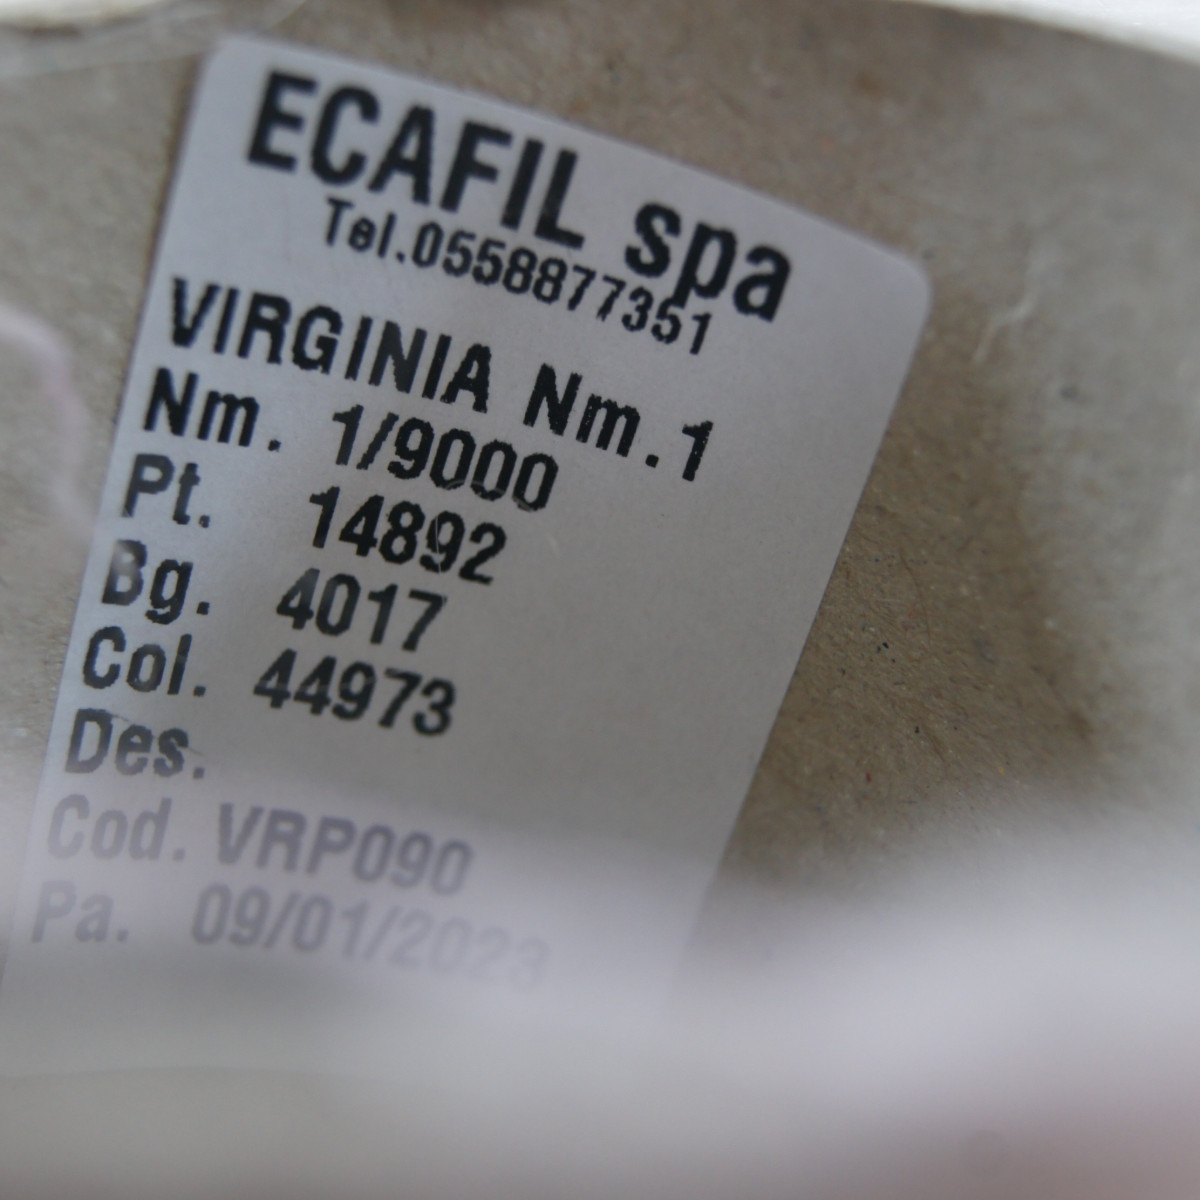 ECAFIL spa
Tel.0558877351
VIRGINIA Nm.1
Nm. 1/9000
Pt. 14892
Bg. 4017
Col. 44973
Des.
Cod. VRP090
Pa. 09/01/2023